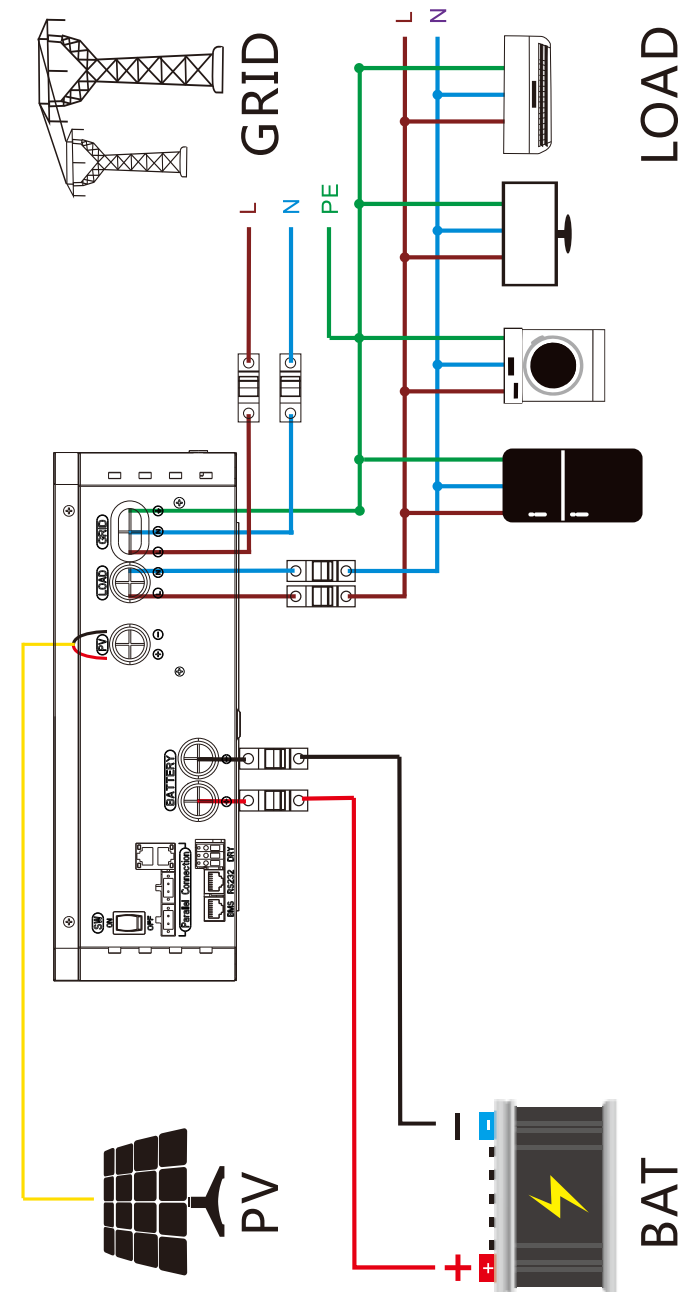 GRID
LOAD
L
N
L
N
PE
GRID
N
L
LOAD
N
L
PV
BATTERY
Parallel Connection
DRY
RS232
BMS
SW
ON
OFF
PV
BAT